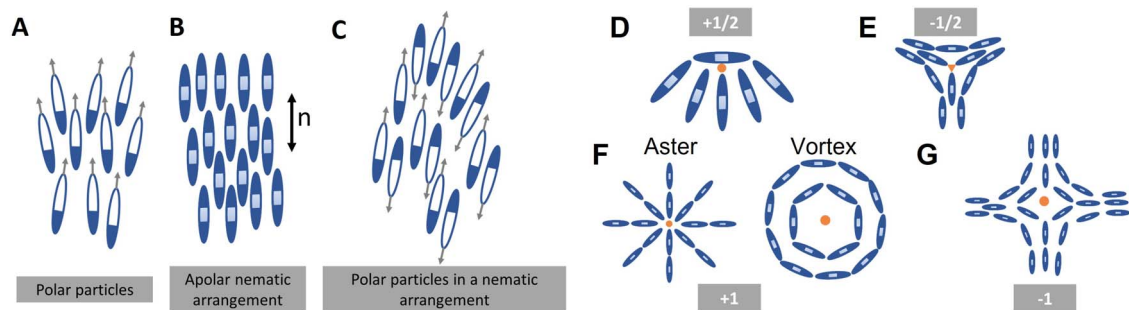 A
Polar particles
B
n
Apolar nematic
arrangement
C
Polar particles in a nematic
arrangement
D
+1/2
E
-1/2
F
Aster
Vortex
+1
G
-1